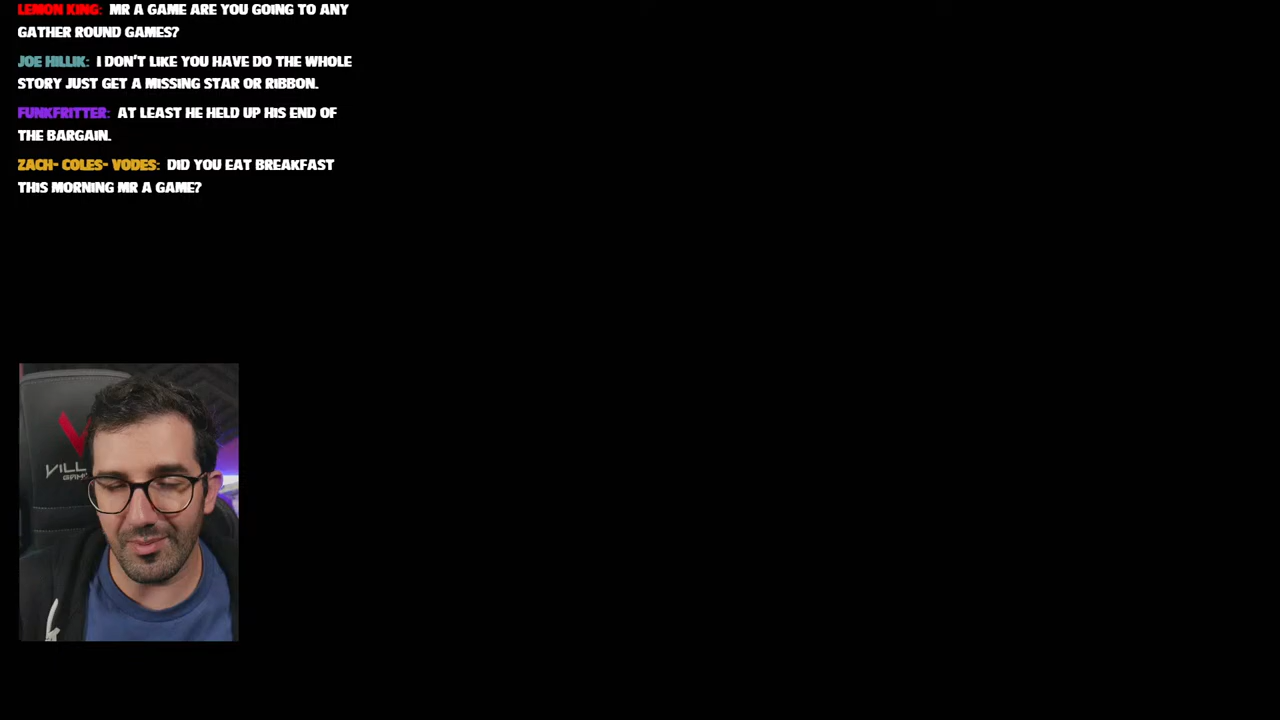 LEMON KING: MR A GAME ARE YOU GOING TO ANY
GATHER ROUND GAMES?
JOE HILLIK: I DON'T LIKE YOU HAVE DO THE WHOLE
STORY JUST GET A MISSING STAR OR RIBBON.
FUNKFRITTER: AT LEAST HE HELD UP HIS END OF
THE BARGAIN.
ZACH- COLES- VODES: DID YOU EAT BREAKFAST
THIS MORNING MR A GAME?
VILL